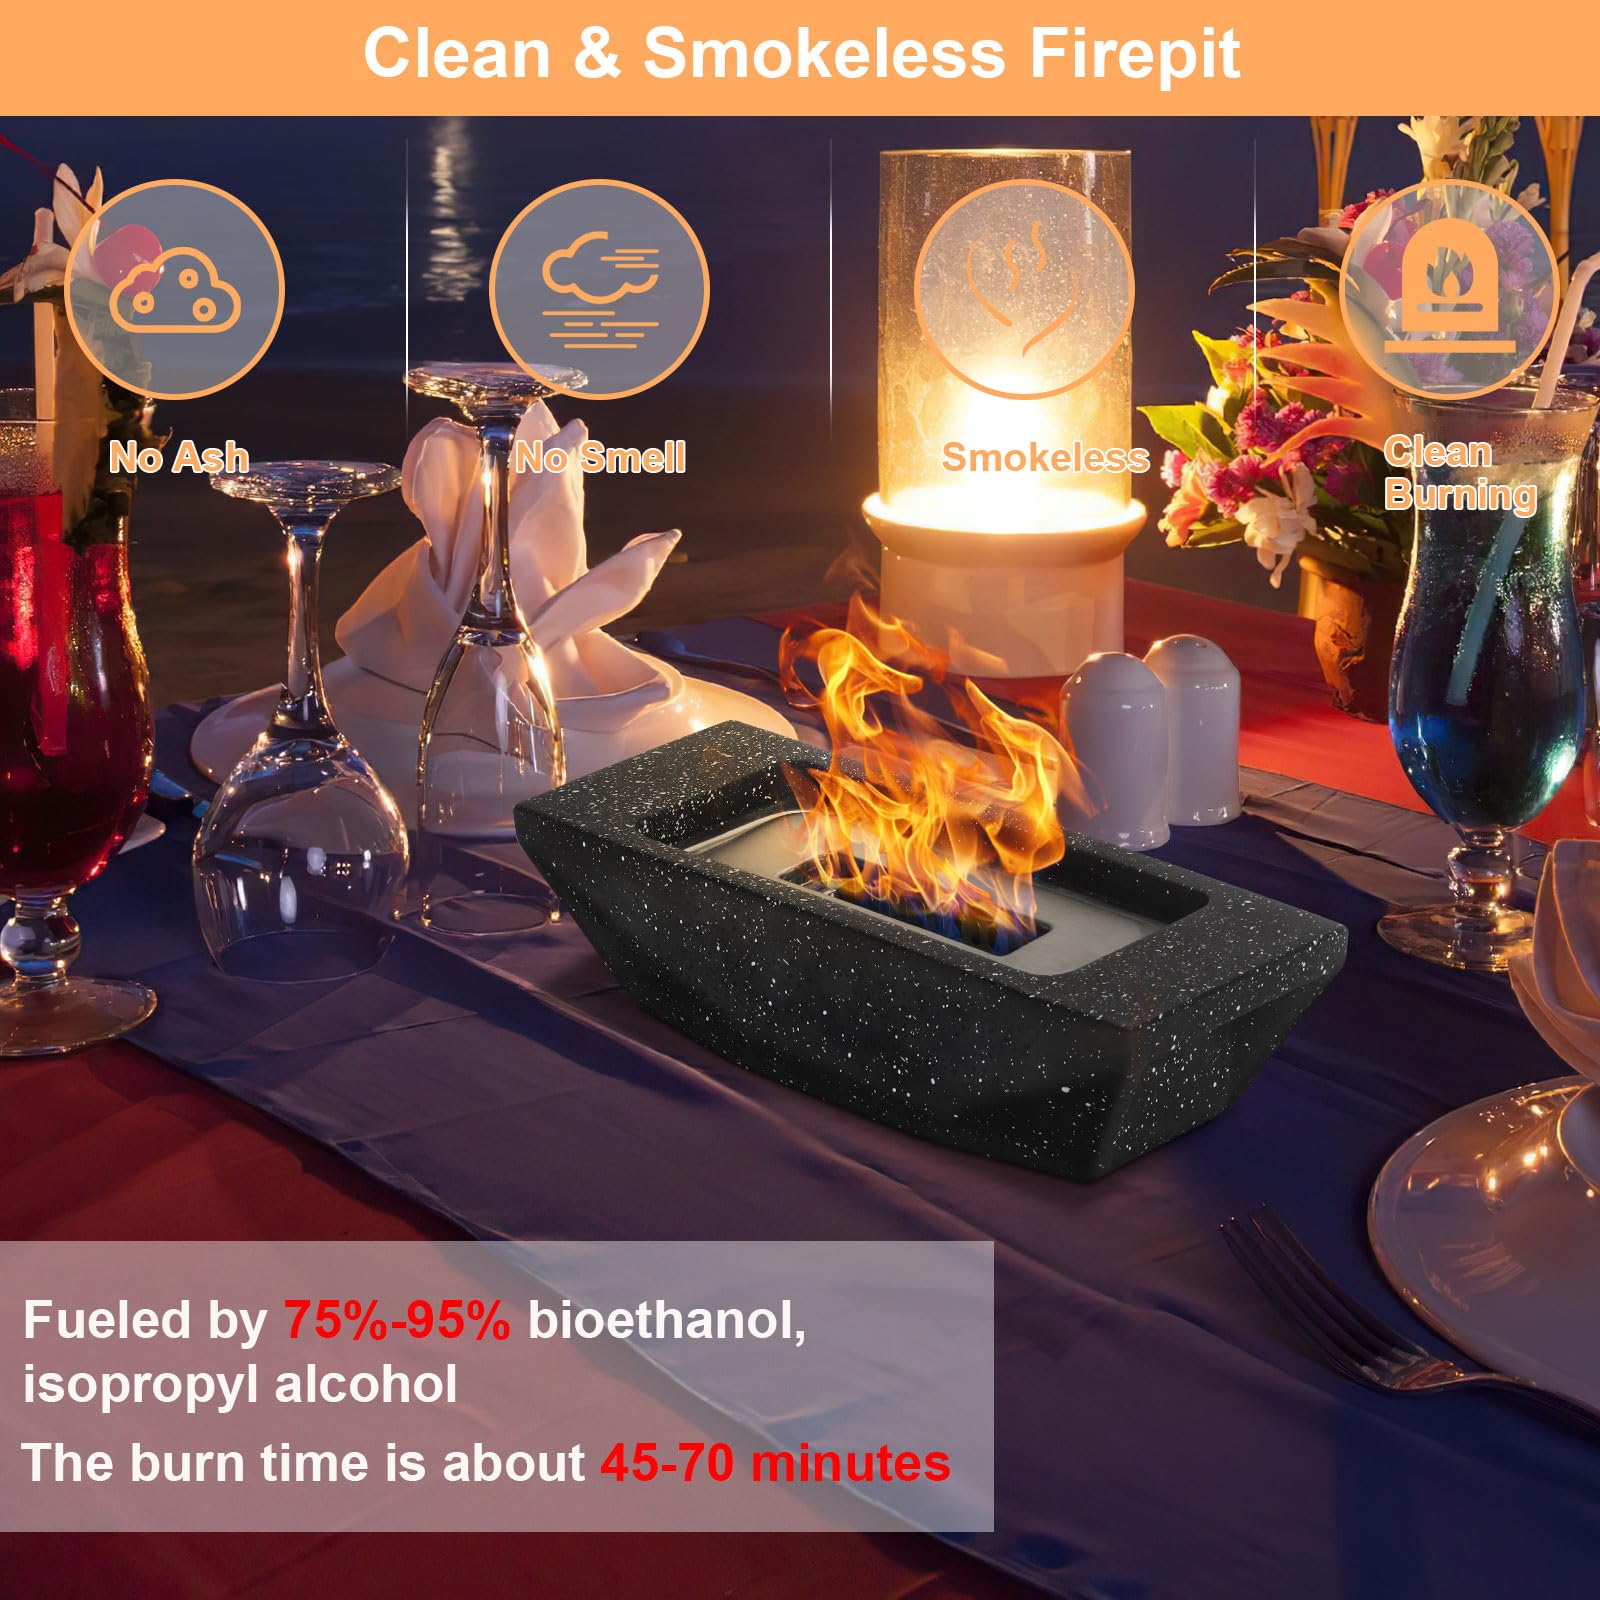 Clean & Smokeless Firepit
No Ash
No Smell
Smokeless
Clean
Burning
Fueled by 75%-95% bioethanol,
isopropyl alcohol
The burn time is about 45-70 minutes